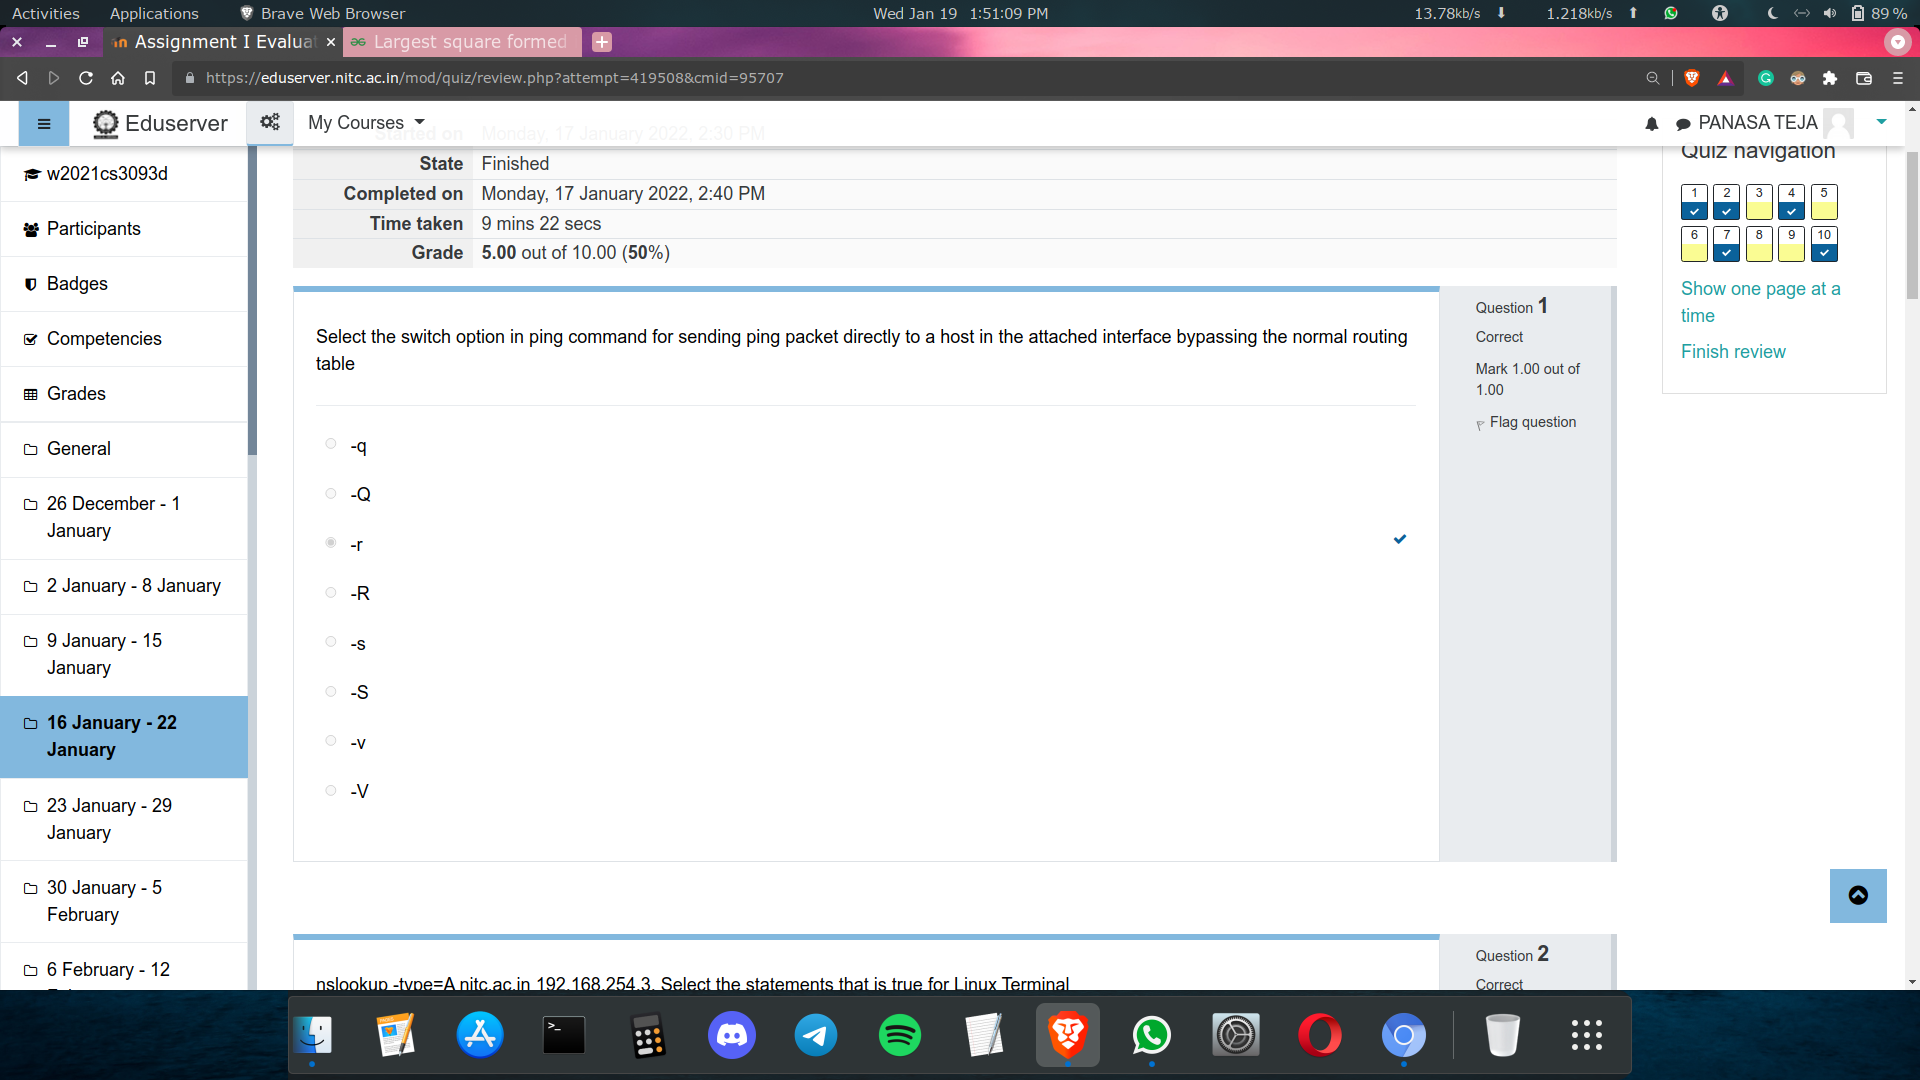 Activities Applications Brave Web Browser Wed Jan 19 1:51:09 PM 13.78kb/s 1.218kb/s 89 %
Assignment I Evaluat Largest square formed
https://eduserver.nitc.ac.in/mod/quiz/review.php?attempt=419508&cmid=95707
Eduserver My Courses PANASA TEJA
Started on Monday, 17 January 2022, 2:30 PM
State Finished
Completed on Monday, 17 January 2022, 2:40 PM
Time taken 9 mins 22 secs
Grade 5.00 out of 10.00 (50%)
w2021cs3093d
Participants
Badges
Competencies
Grades
General
26 December - 1
January
2 January - 8 January
9 January - 15
January
16 January - 22
January
23 January - 29
January
30 January - 5
February
6 February - 12
Select the switch option in ping command for sending ping packet directly to a host in the attached interface bypassing the normal routing
table
-q
-Q
-r
-R
-s
-S
-v
-V
Question 1
Correct
Mark 1.00 out of
1.00
Flag question
nslookup -type=A nitc.ac.in 192.168.254.3. Select the statements that is true for Linux Terminal
Question 2
Correct
Quiz navigation
1 2 3 4 5
6 7 8 9 10
Show one page at a
time
Finish review